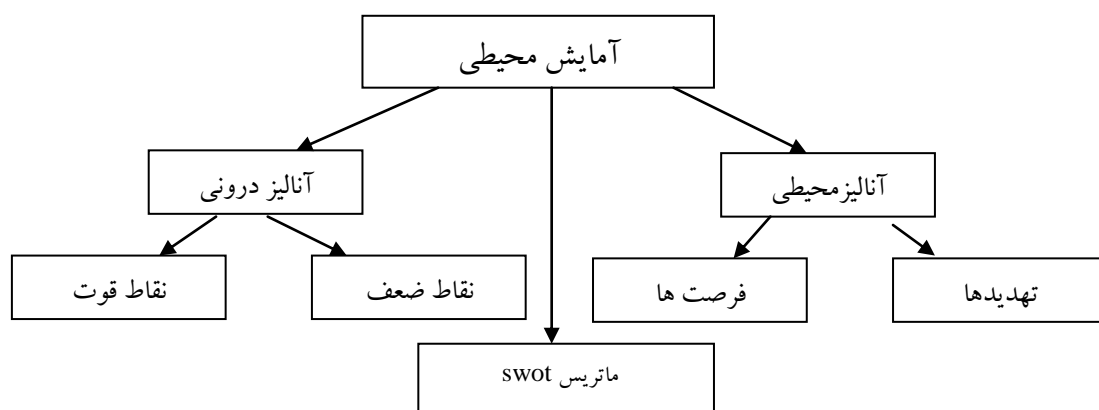 آمایش محیطی
آنالیزمحیطی
آنالیز درونی
تهدیدها
فرصت ها
نقاط ضعف
نقاط قوت
ماتریس swot